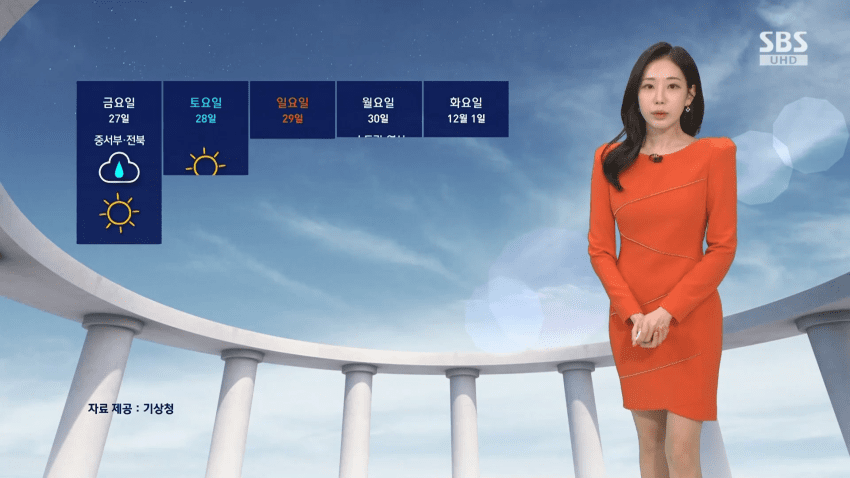 SBS
UHD
금요일
27일
중서부·전북
토요일
28일
일요일
29일
월요일
30일
화요일
12월 1일
자료 제공 : 기상청